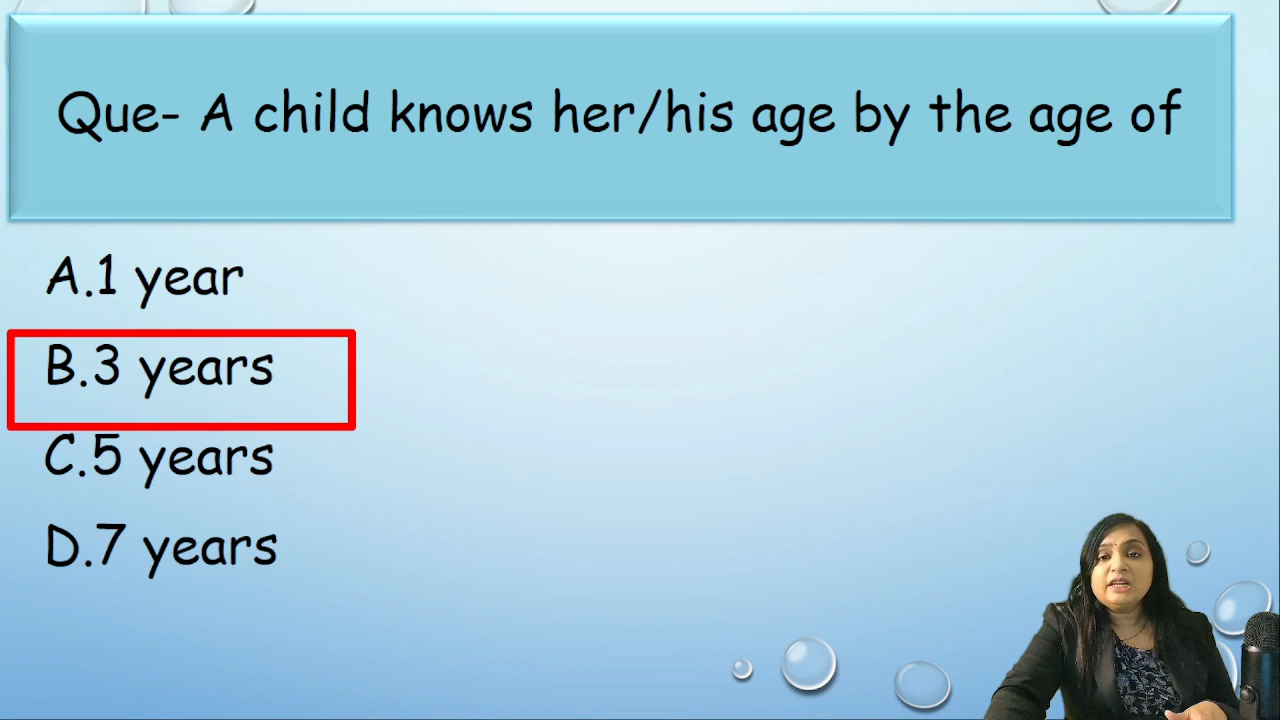 Que- A child knows her/his age by the age of
A.1 year
B.3 years
C.5 years
D.7 years